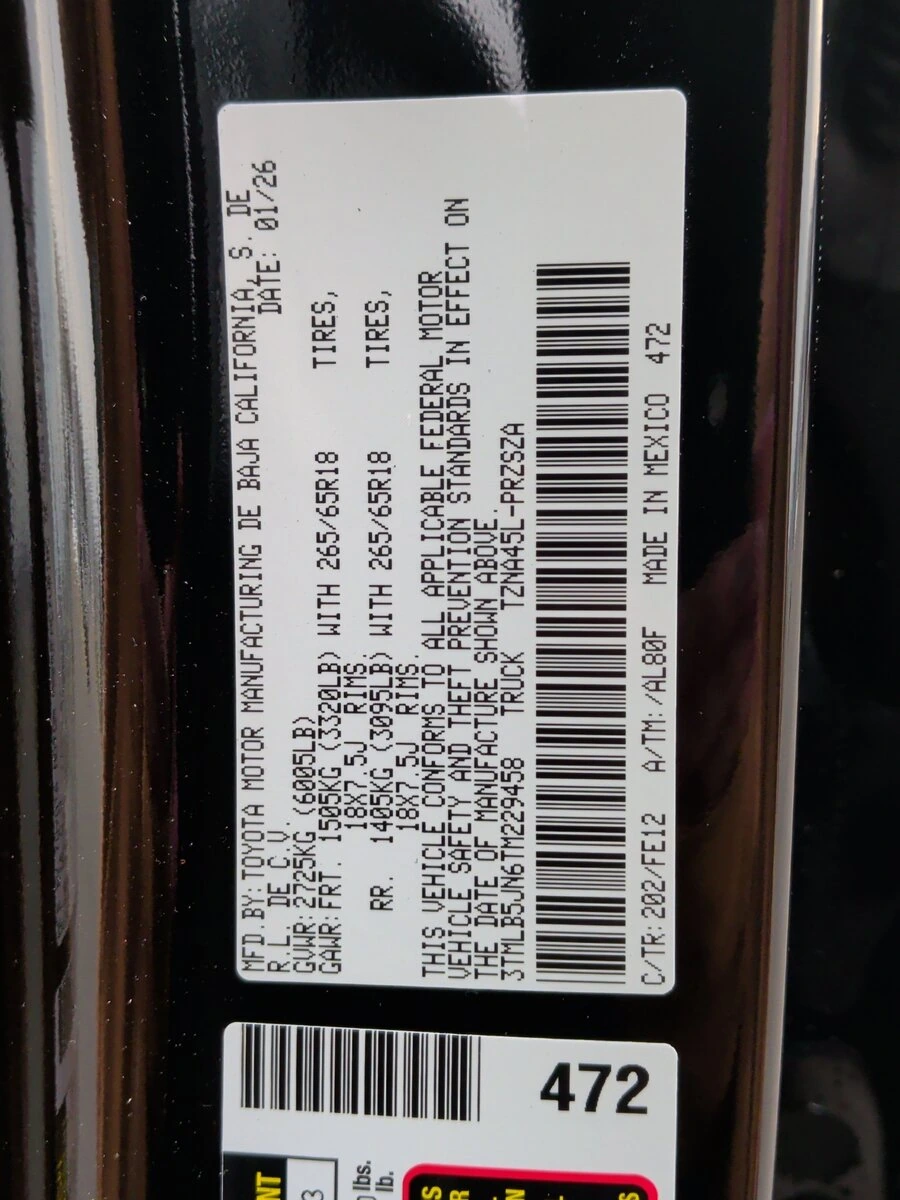 MFD.BY:TOYOTA MOTOR MANUFACTURING DE BAJA CALIFORNIA, S. DE
R.L. DE C.V. DATE: 01/26
GVWR:2725KG (6005LB)
GAWR:FRT. 1505KG (3320LB) WITH 265/65R18 TIRES,
18X7.5J RIMS.
RR. 1405KG (3095LB) WITH 265/65R18 TIRES,
18X7.5J RIMS.
THIS VEHICLE CONFORMS TO ALL APPLICABLE FEDERAL MOTOR
VEHICLE SAFETY AND THEFT PREVENTION STANDARDS IN EFFECT ON
THE DATE OF MANUFACTURE SHOWN ABOVE.
3TMLB5JN6TM229458 TRUCK TZNA45L-PRZSZA
C/TR:202/FE12 A/TM:/AL80F MADE IN MEXICO 472
472
3
lbs.
lb.